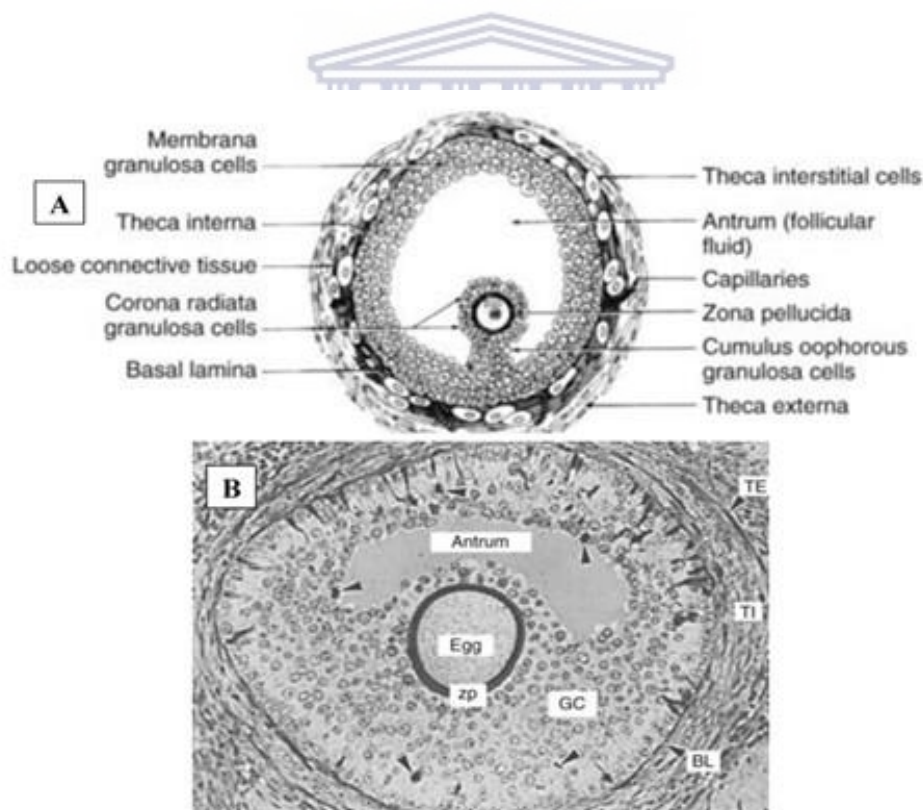 A
Membrana
granulosa cells
Theca interna
Loose connective tissue
Corona radiata
granulosa cells
Basal lamina
Theca interstitial cells
Antrum (follicular
fluid)
Capillaries
Zona pellucida
Cumulus oophorous
granulosa cells
Theca externa
B
TE
Antrum
TI
Egg
zp
GC
BL